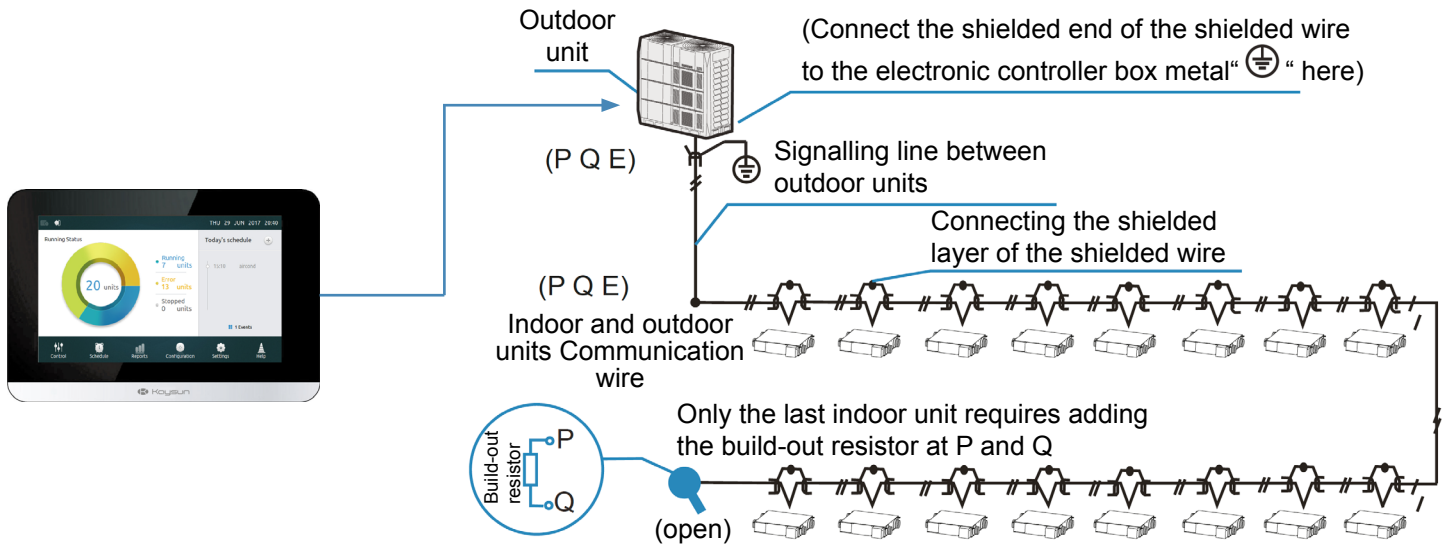 Outdoor
unit
(Connect the shielded end of the shielded wire
to the electronic controller box metal“ “ here)
(P Q E)
Signalling line between
outdoor units
Connecting the shielded
layer of the shielded wire
(P Q E)
Indoor and outdoor
units Communication
wire
Only the last indoor unit requires adding
the build-out resistor at P and Q
Build-out
resistor
P
Q
(open)
THU 29 JUN 2017 20:40
Running Status
Today's schedule
20 units
Running
7 units
Error
13 units
Stopped
0 units
1 Events
Control
Schedule
Reports
Configuration
Settings
Help
Kaysun